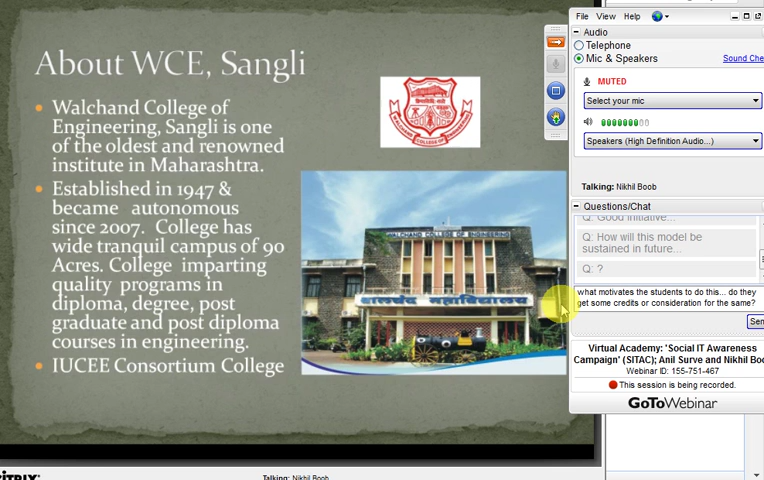 About WCE, Sangli
Walchand College of
Engineering, Sangli is one
of the oldest and renowned
institute in Maharashtra.
Established in 1947 &
became autonomous
since 2007. College has
wide tranquil campus of 90
Acres. College imparting
quality programs in
diploma, degree, post
graduate and post diploma
courses in engineering.
IUCEE Consortium College
WALCHAND COLLEGE OF ENGINEERING
File View Help
Audio
Telephone
Mic & Speakers
Sound Che
MUTED
Select your mic
Speakers (High Definition Audio...)
Talking: Nikhil Boob
Questions/Chat
Q: Good initiative...
Q: How will this model be
sustained in future...
Q: ?
what motivates the students to do this... do they
get some credits or consideration for the same?
Sen
Virtual Academy: 'Social IT Awareness
Campaign' (SITAC); Anil Surve and Nikhil Boo
Webinar ID: 155-751-467
This session is being recorded.
GoToWebinar
CİTRIX
Talking: Nikhil Boob